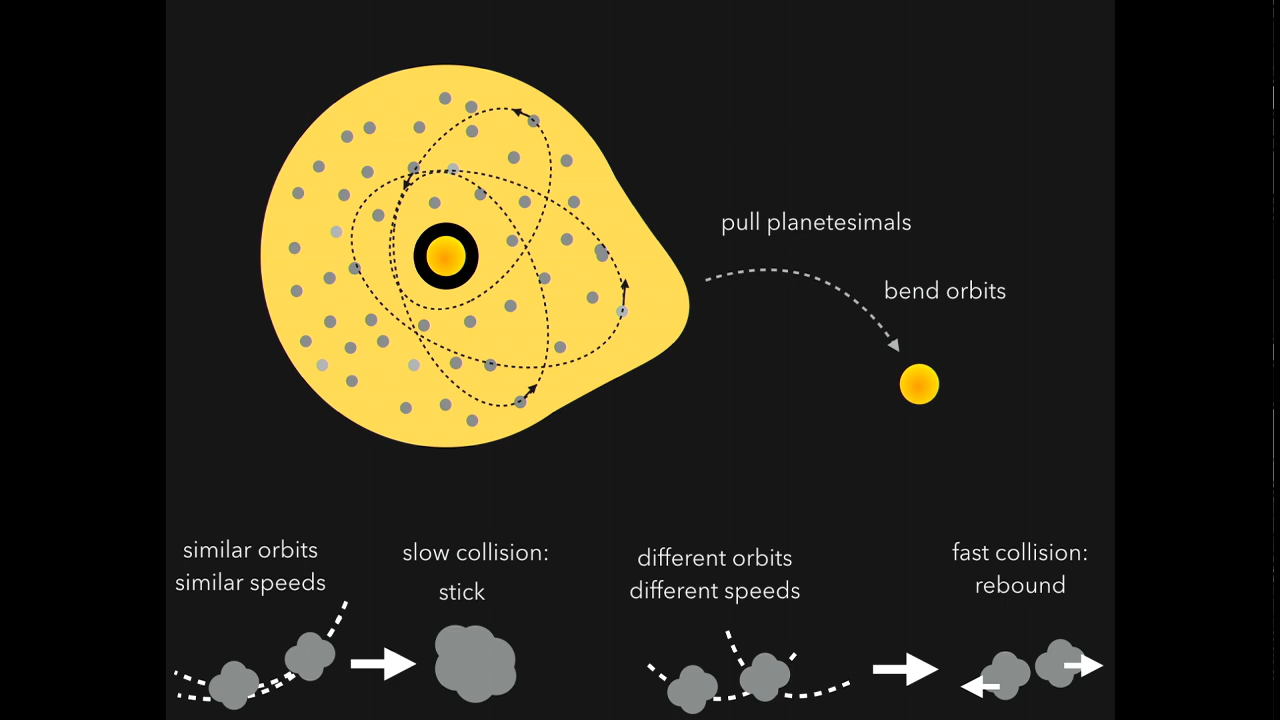 pull planetesimals
bend orbits
similar orbits
similar speeds
slow collision:
stick
different orbits
different speeds
fast collision:
rebound